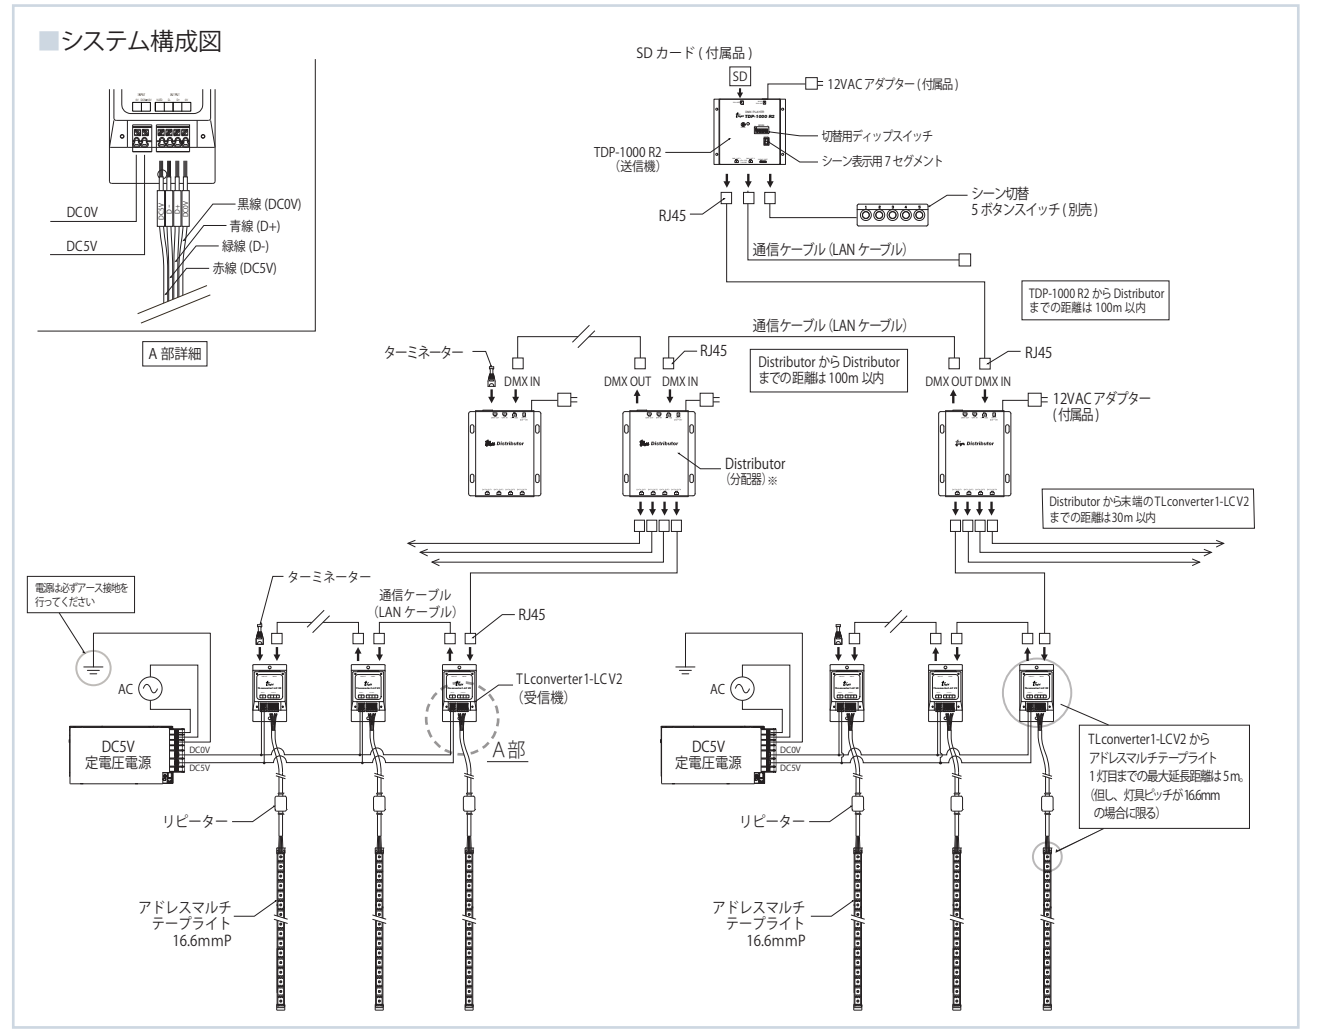 ■システム構成図
SD カード ( 付属品 )
SD
12VAC アダプター ( 付属品 )
TDP-1000 R2
切替用ディップスイッチ
シーン表示用 7 セグメント
TDP-1000 R2
（送信機）
RJ45
シーン切替
5 ボタンスイッチ ( 別売 )
通信ケーブル (LAN ケーブル)
DC0V
DC5V
DC5V
D-
D+
DC0V
黒線 (DC0V)
青線 (D+)
緑線 (D-)
赤線 (DC5V)
A 部詳細
TDP-1000 R2 から Distributor
までの距離は 100m 以内
通信ケーブル (LAN ケーブル)
ターミネーター
DMX IN
DMX OUT
DMX IN
RJ45
Distributor から Distributor
までの距離は 100m 以内
DMX OUT
DMX IN
RJ45
12VAC アダプター
( 付属品 )
Distributor
Distributor
Distributor
Distributor
（分配器）※
Distributor から末端の TLconverter1-LCV2
までの距離は30m 以内
電源は必ずアース接地を
行ってください
ターミネーター
通信ケーブル
(LAN ケーブル)
RJ45
AC
TLconverter1-LCV2
（受信機）
A 部
DC5V
定電圧電源
DC0V
DC5V
リピーター
アドレスマルチ
テープライト
16.6mmP
AC
DC5V
定電圧電源
DC0V
DC5V
TLconverter1-LCV2 から
アドレスマルチテープライト
1 灯目までの最大延長距離は 5 m。
（但し、灯具ピッチが 16.6mm
の場合に限る）
リピーター
アドレスマルチ
テープライト
16.6mmP